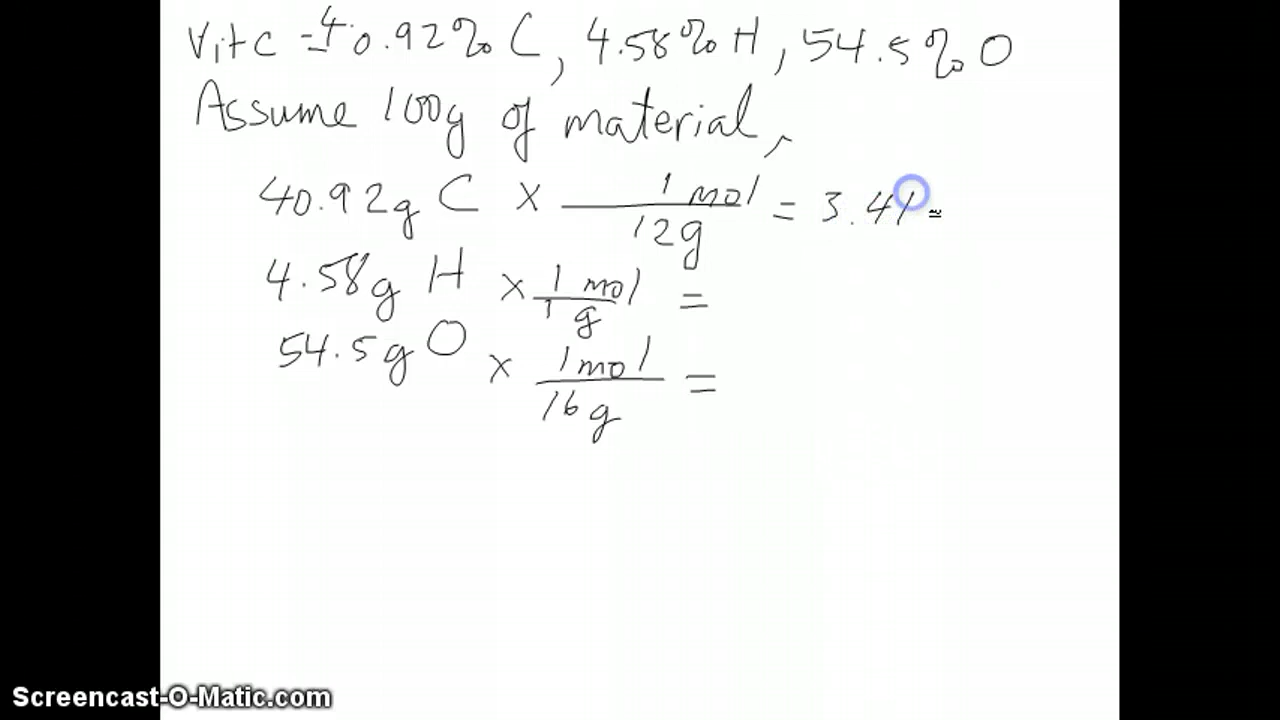 Vit C = 40.92% C, 4.58% H, 54.5% O
Assume 100g of material,
40.92g C × 1 mol / 12g = 3.41
4.58g H × 1 mol / 1 g =
54.5g O × 1 mol / 16g =
Screencast-O-Matic.com